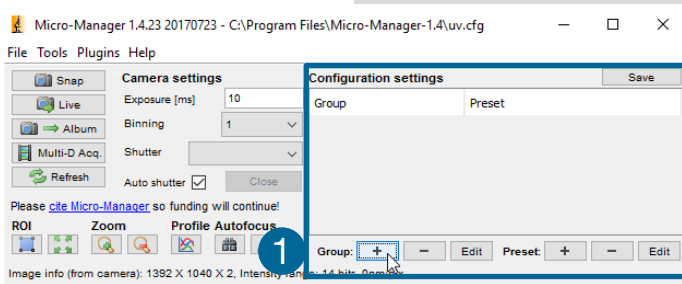 Micro-Manager 1.4.23 20170723 - C:\Program Files\Micro-Manager-1.4\uv.cfg
File Tools Plugins Help
Snap
Camera settings
Configuration settings
Save
Live
Exposure [ms]
10
Group
Preset
Album
Binning
1
Multi-D Acq.
Shutter
Refresh
Auto shutter
Close
Please cite Micro-Manager so funding will continue!
ROI
Zoom
Profile
Autofocus
1
Group:
+
−
Edit
Preset:
+
−
Edit
Image info (from camera): 1392 X 1040 X 2, Intensity range: 14 bits, 0nm/pix